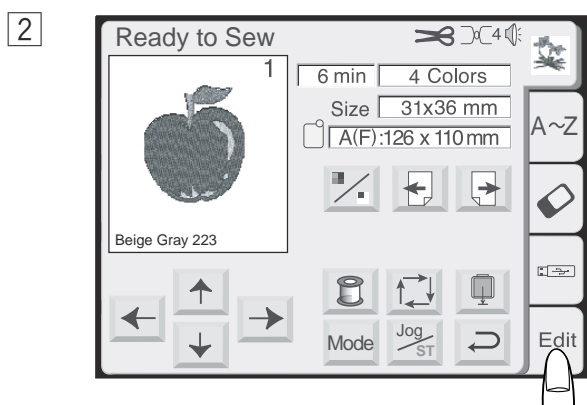 2
Ready to Sew
4
1
6 min
4 Colors
Size
31x36 mm
A(F):126 x 110 mm
A~Z
Beige Gray 223
Mode
Jog
ST
Edit